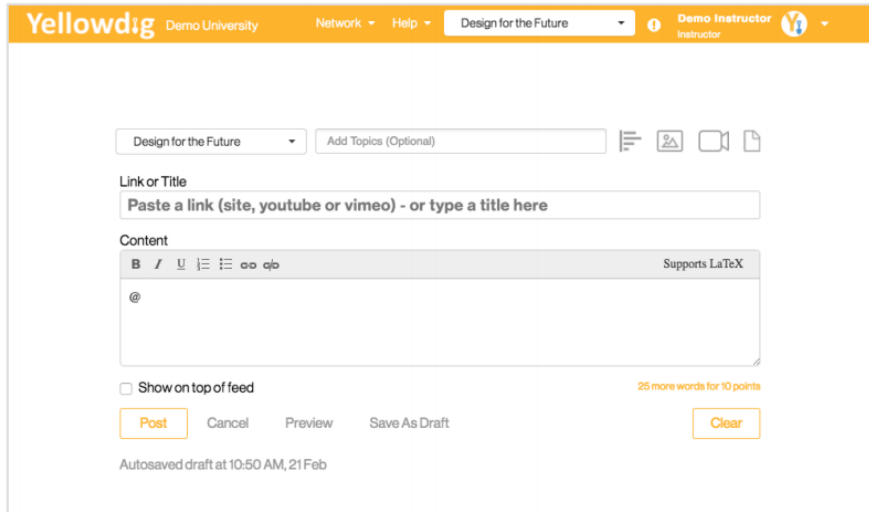 Yellowdig Demo University Network Help Design for the Future Demo Instructor
Instructor
Design for the Future Add Topics (Optional)
Link or Title
Paste a link (site, youtube or vimeo) - or type a title here
Content
B I U Supports LaTeX
@
Show on top of feed 25 more words for 10 points
Post Cancel Preview Save As Draft Clear
Autosaved draft at 10:50 AM, 21 Feb